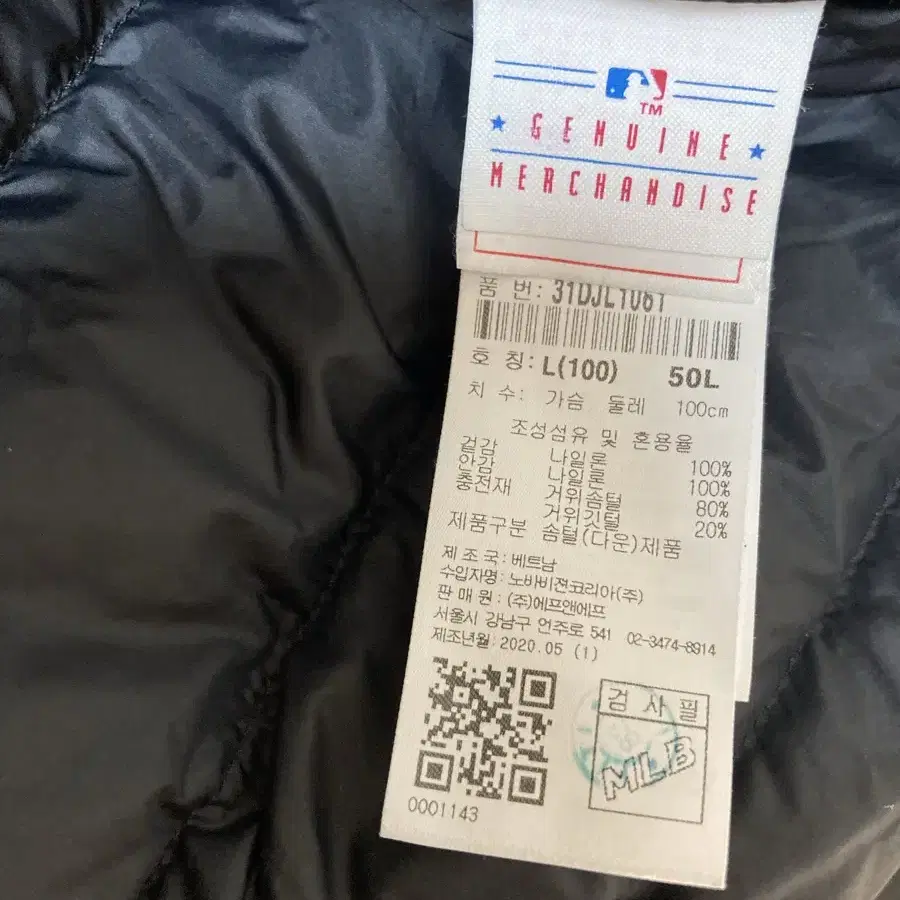 TM
GENUINE
MERCHANDISE
품 번: 31DJL1061
호 칭: L(100) 50L
치 수: 가슴 둘레 100cm
조성섬유 및 혼용율
겉감 나일론 100%
안감 나일론 100%
충전재 거위솜털 80%
거위깃털 20%
제품구분 솜털(다운)제품
제 조 국: 베트남
수입자명: 노바비젼코리아(주)
판 매 원: (주)에프앤에프
서울시 강남구 언주로 541 02-3474-8914
제조년월: 2020.05 (1)
0001143
검 사 필
MLB